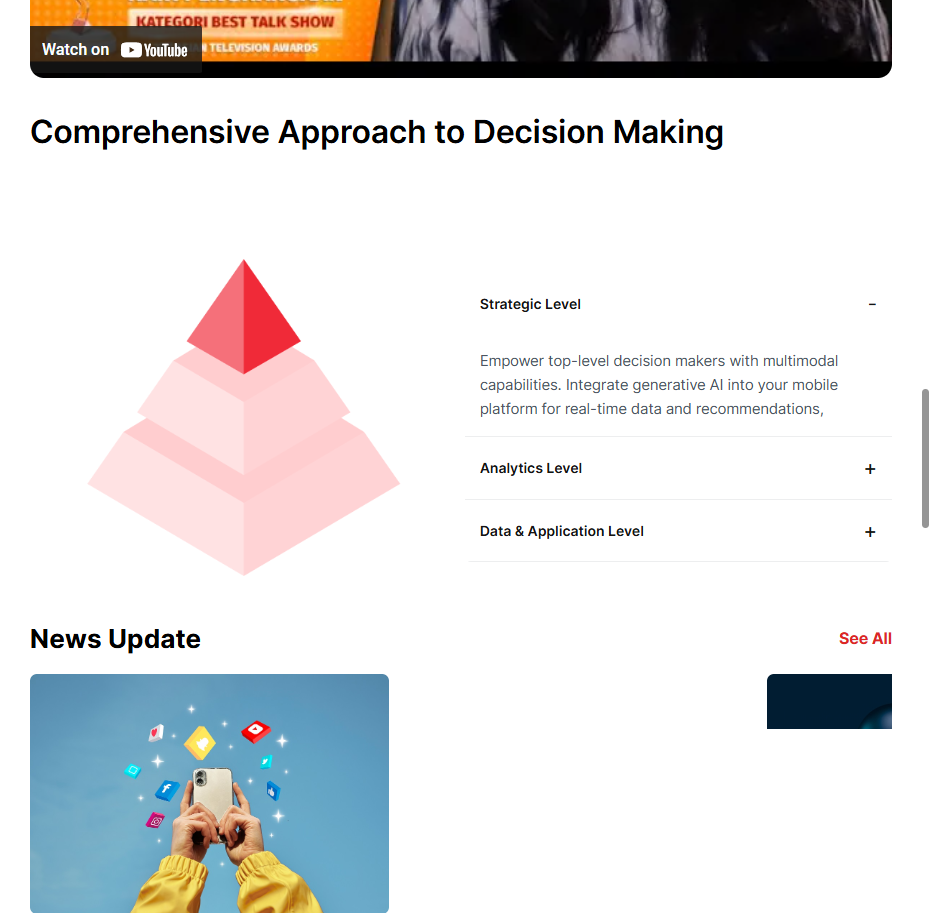 KATEGORI BEST TALK SHOW
TELEVISION AWARDS
Watch on YouTube
Comprehensive Approach to Decision Making
Strategic Level −
Empower top-level decision makers with multimodal
capabilities. Integrate generative AI into your mobile
platform for real-time data and recommendations,
Analytics Level +
Data & Application Level +
News Update
See All